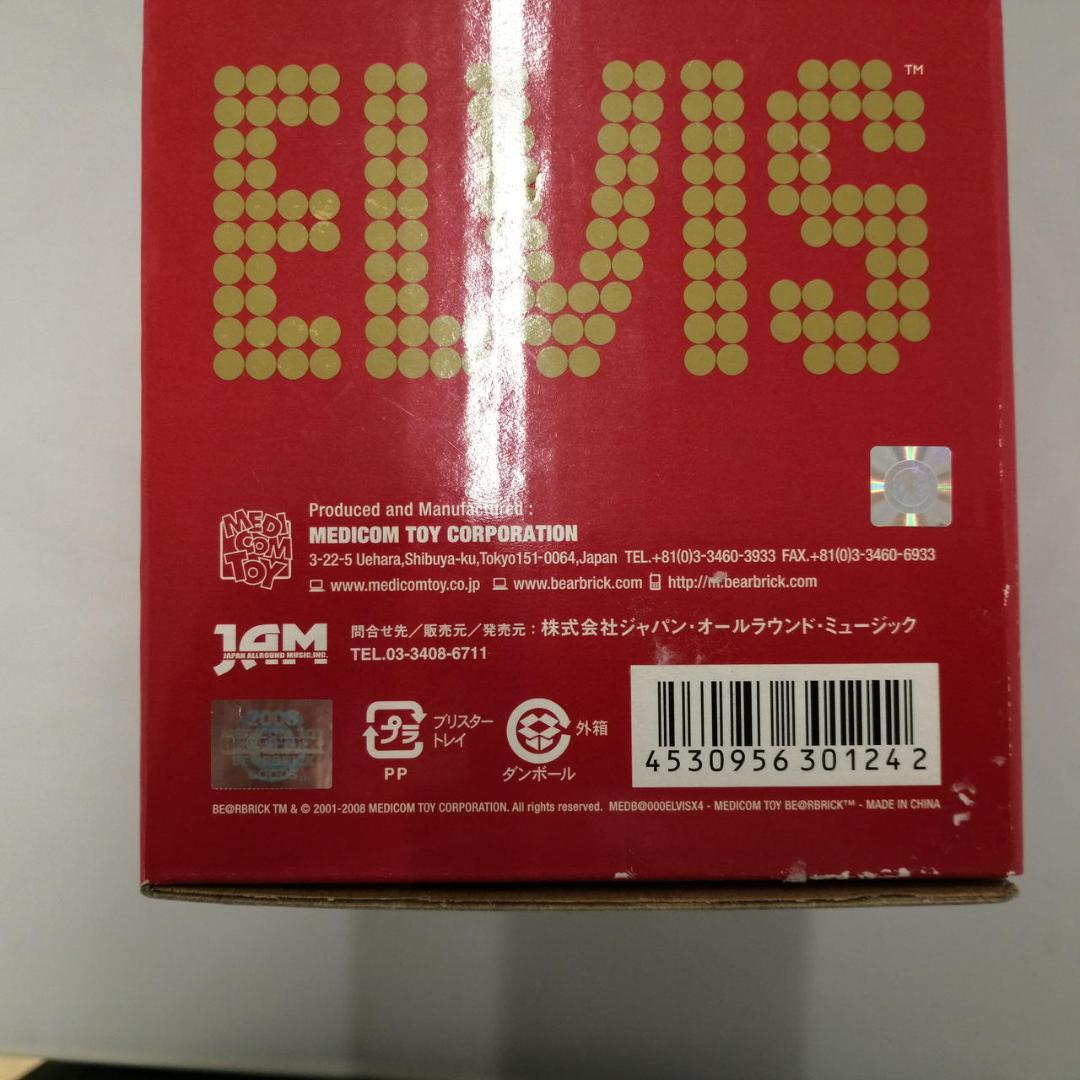 ELVIS™
MEDI
COM
TOY
Produced and Manufactured :
MEDICOM TOY CORPORATION
3-22-5 Uehara,Shibuya-ku,Tokyo151-0064,Japan TEL.+81(0)3-3460-3933 FAX.+81(0)3-3460-6933
www.medicomtoy.co.jp www.bearbrick.com http://m.bearbrick.com
JAM
JAPAN ALLROUND MUSIC,INC.
問合せ先／販売元／発売元：株式会社ジャパン・オールラウンド・ミュージック
TEL.03-3408-6711
2008
プラ
PP
ブリスター
トレイ
ダンボール
外箱
4530956301242
BE@RBRICK TM & © 2001-2008 MEDICOM TOY CORPORATION. All rights reserved. MEDB@000ELVISX4 - MEDICOM TOY BE@RBRICK™ - MADE IN CHINA